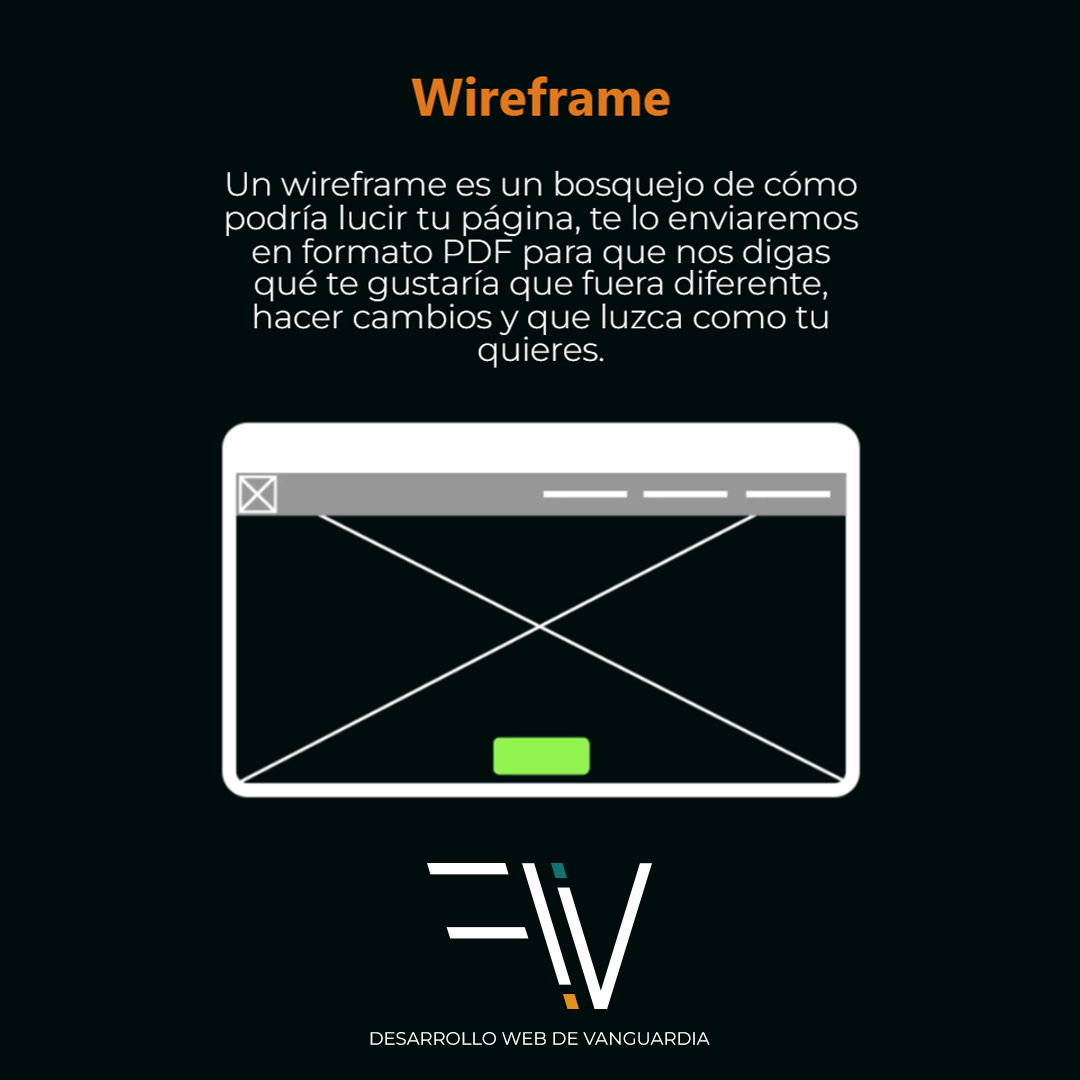 Wireframe
Un wireframe es un bosquejo de cómo
podría lucir tu página, te lo enviaremos
en formato PDF para que nos digas
qué te gustaría que fuera diferente,
hacer cambios y que luzca como tu
quieres.
DESARROLLO WEB DE VANGUARDIA